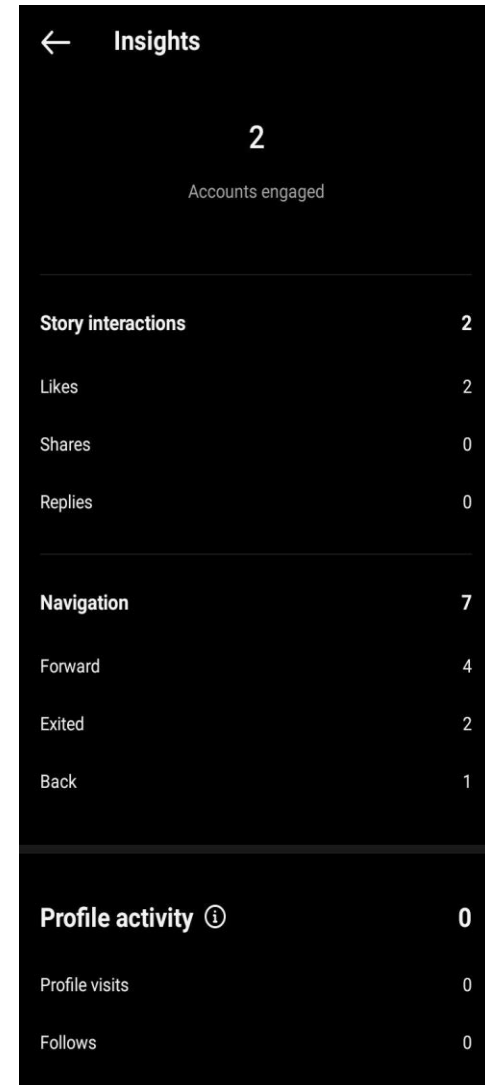 Insights
2
Accounts engaged
Story interactions 2
Likes 2
Shares 0
Replies 0
Navigation 7
Forward 4
Exited 2
Back 1
Profile activity 0
Profile visits 0
Follows 0